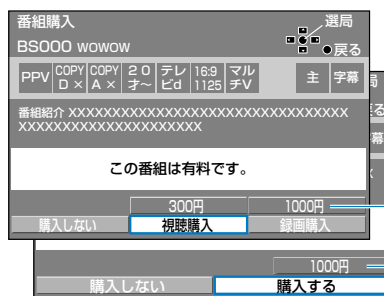 番組購入
選局
BSOOO WOWOW
戻る
PPV COPY D × COPY A × 20才～ テレビd 16:9 1125 マルチV 主 字幕
番組紹介 XXXXXXXXXXXXXXXXXXXXXXXXXXXXXXXX
XXXXXXXXXXXXXXXXXXXXX
この番組は有料です。
300円 1000円
購入しない 視聴購入 録画購入
1000円
購入しない 購入する